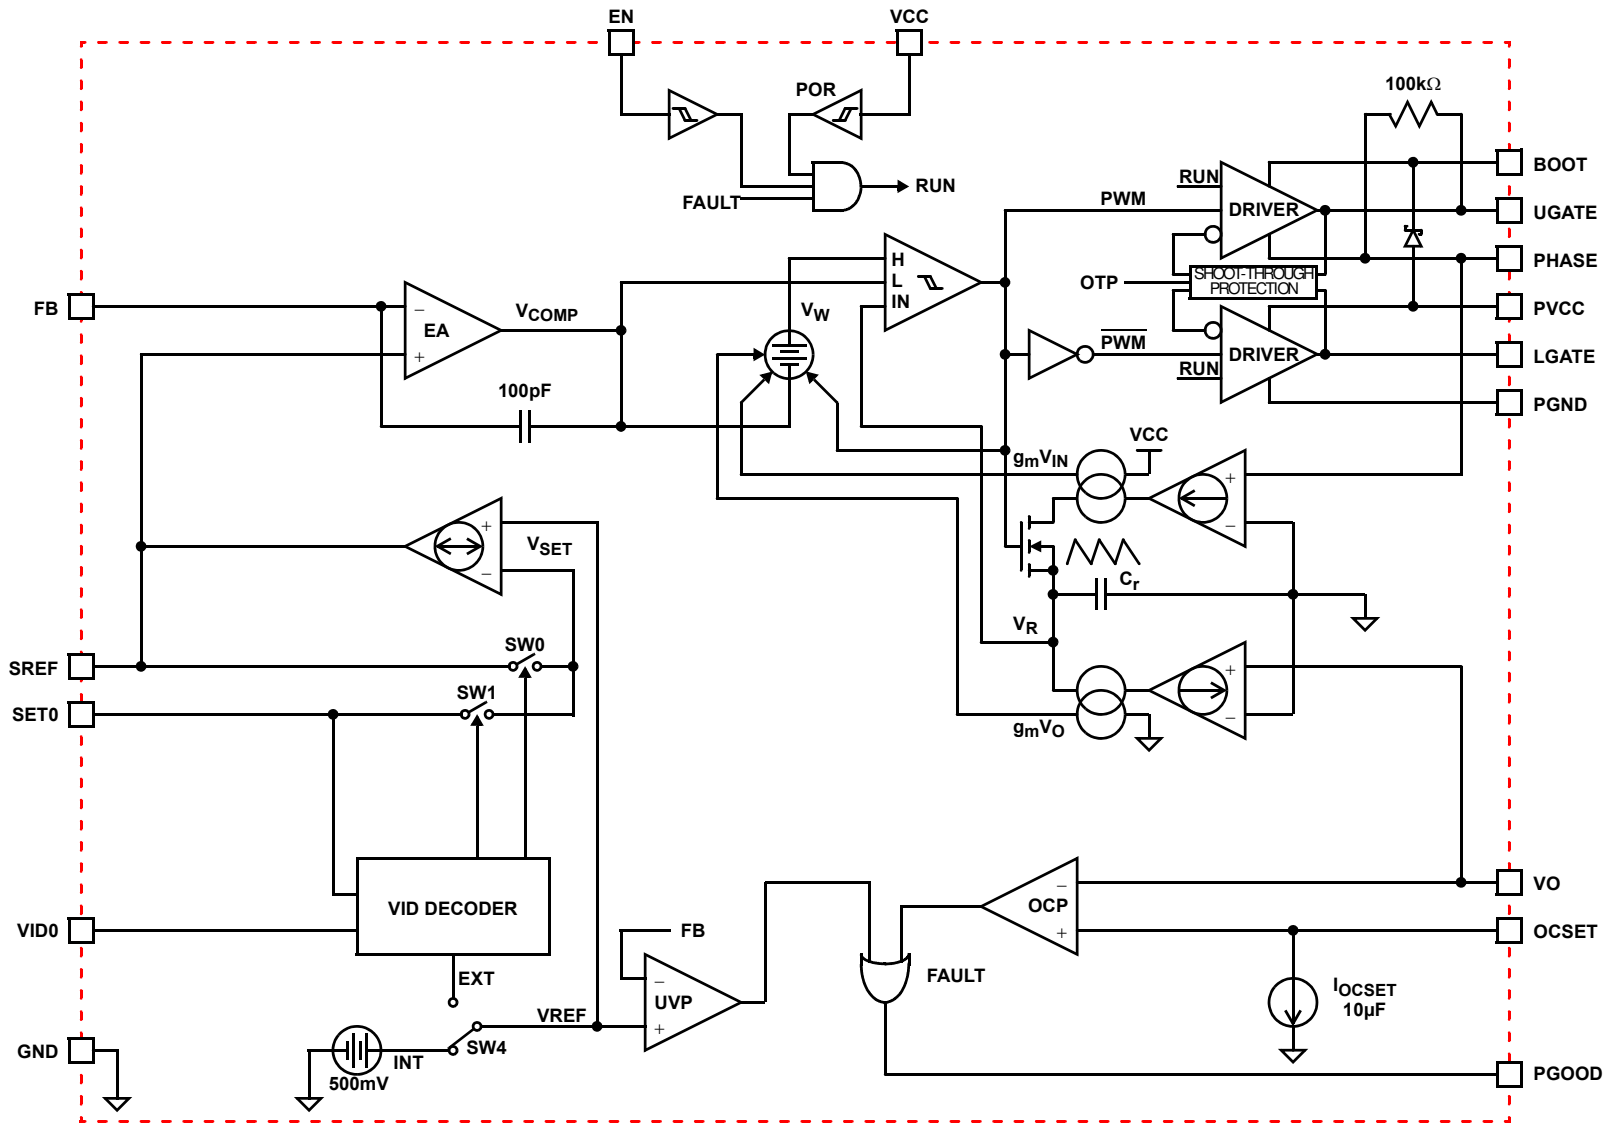 EN
VCC
POR
100kΩ
BOOT
RUN
RUN
FAULT
PWM
DRIVER
UGATE
H
L
IN
PHASE
OTP
SHOOT-THROUGH
PROTECTION
FB
−
EA
+
VCOMP
VW
PVCC
PWM
DRIVER
RUN
LGATE
100pF
PGND
VCC
gmVIN
+
−
+
−
VSET
Cr
VR
SREF
SW0
SET0
SW1
gmVO
+
−
VID DECODER
VID0
EXT
FB
−
UVP
+
VREF
SW4
INT
500mV
GND
−
OCP
+
FAULT
VO
OCSET
IOCSET
10µF
PGOOD